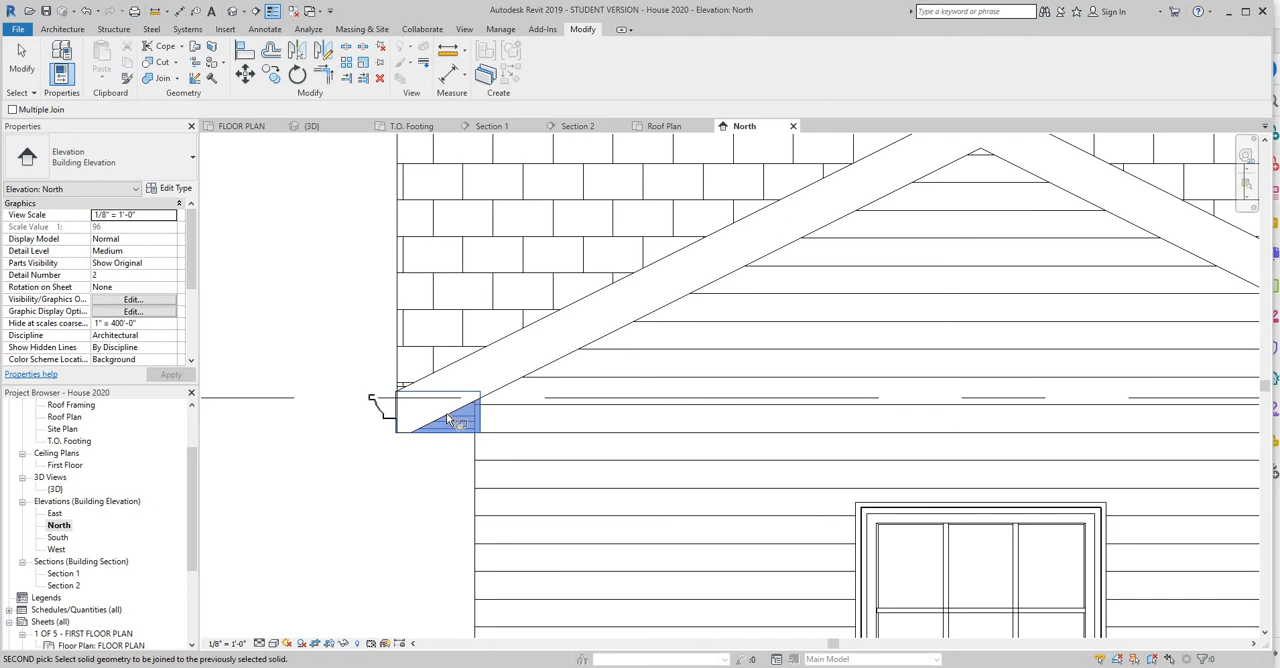 Autodesk Revit 2019 - STUDENT VERSION - House 2020 - Elevation: North
Type a keyword or phrase
Sign In
File Architecture Structure Steel Systems Insert Annotate Analyze Massing & Site Collaborate View Manage Add-Ins Modify
Modify Properties Paste Cope Cut Join
Select Properties Clipboard Geometry Modify View Measure Create
Multiple Join
Properties
FLOOR PLAN {3D} T.O. Footing Section 1 Section 2 Roof Plan North
Elevation
Building Elevation
Elevation: North Edit Type
Graphics
View Scale 1/8" = 1'-0"
Scale Value 1: 96
Display Model Normal
Detail Level Medium
Parts Visibility Show Original
Detail Number 2
Rotation on Sheet None
Visibility/Graphics O... Edit...
Graphic Display Opti... Edit...
Hide at scales coarse... 1" = 400'-0"
Discipline Architectural
Show Hidden Lines By Discipline
Color Scheme Locati... Background
Properties help Apply
Project Browser - House 2020
Roof Framing
Roof Plan
Site Plan
T.O. Footing
Ceiling Plans
First Floor
3D Views
{3D}
Elevations (Building Elevation)
East
North
South
West
Sections (Building Section)
Section 1
Section 2
Legends
Schedules/Quantities (all)
Sheets (all)
1 OF 5 - FIRST FLOOR PLAN
Floor Plan: FLOOR PLAN
1/8" = 1'-0"
SECOND pick: Select solid geometry to be joined to the previously selected solid.
:0 Main Model :0